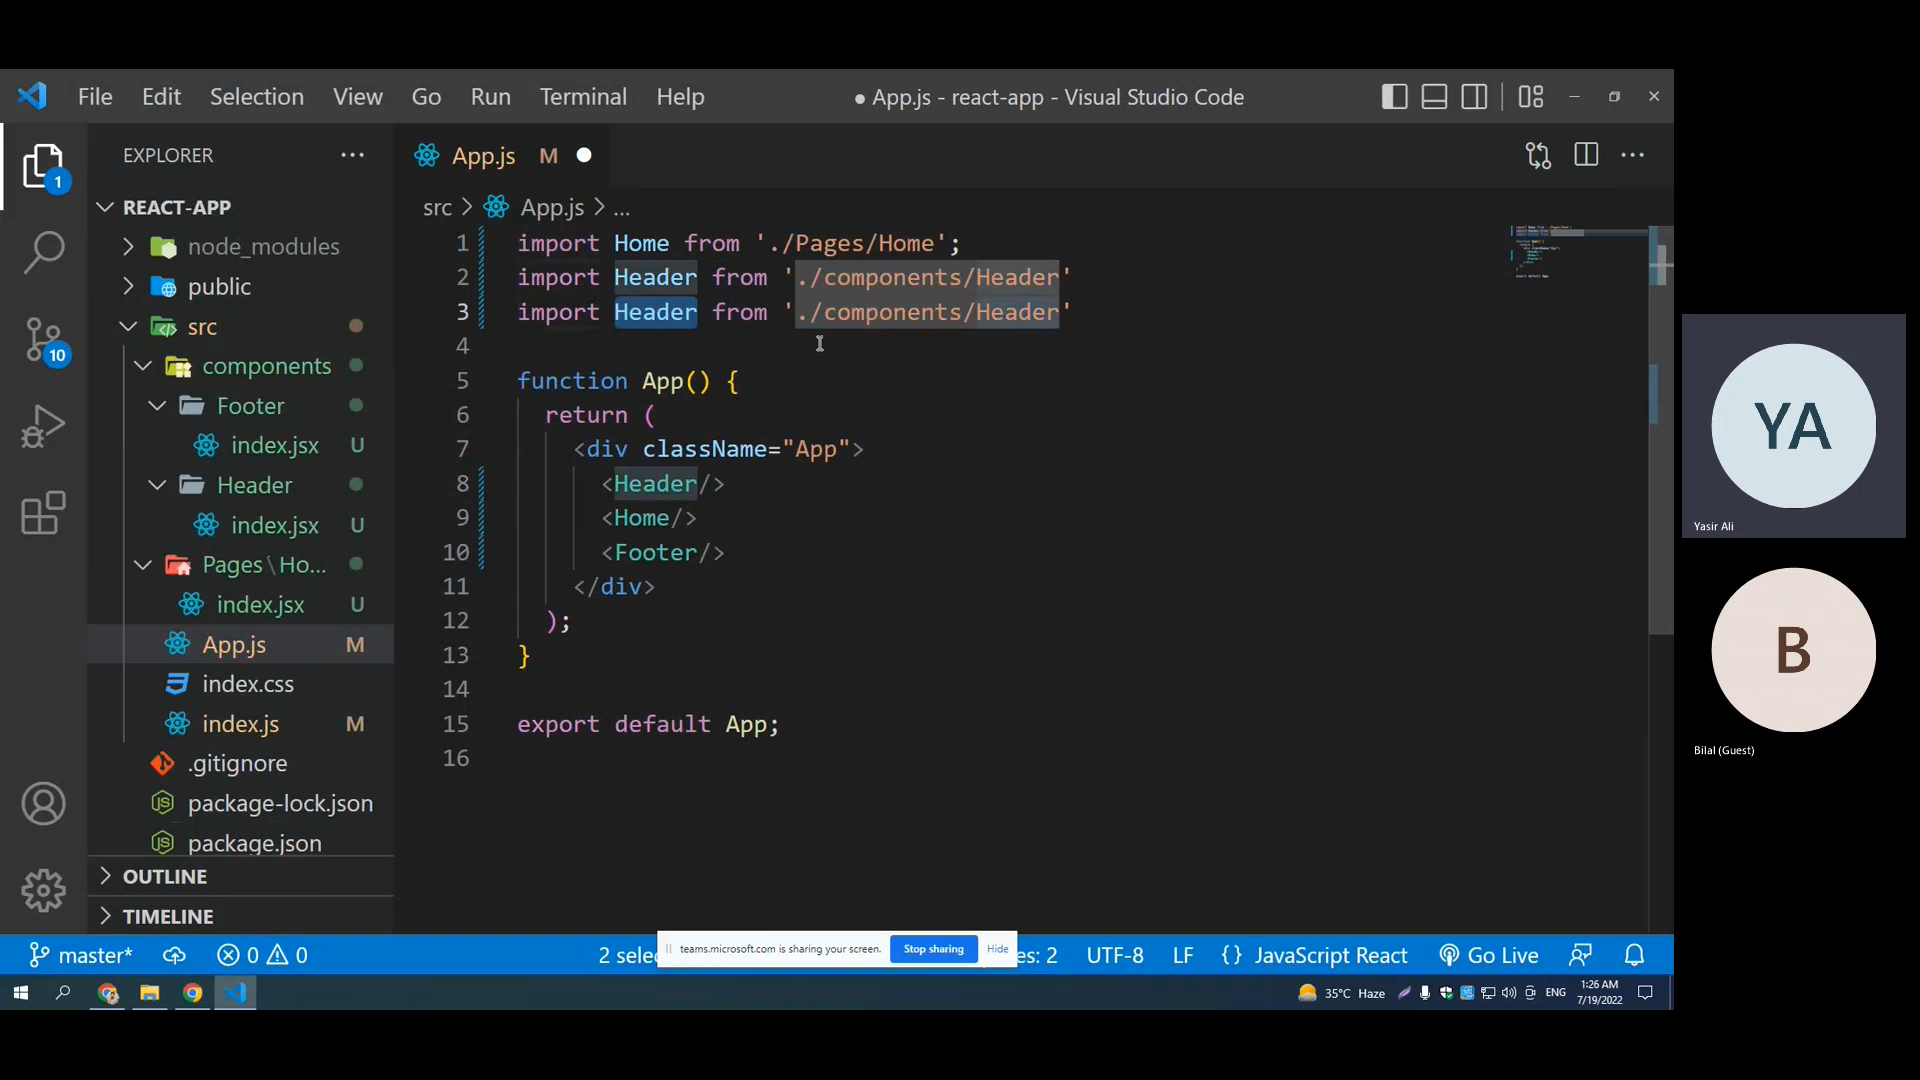 File Edit Selection View Go Run Terminal Help
● App.js - react-app - Visual Studio Code
EXPLORER
App.js M
1
REACT-APP
src > App.js > ...
node_modules
public
src
10
components
Footer
index.jsx U
Header
index.jsx U
Pages\Ho...
index.jsx U
App.js M
index.css
index.js M
.gitignore
package-lock.json
package.json
OUTLINE
TIMELINE
1 import Home from './Pages/Home';
2 import Header from './components/Header'
3 import Header from './components/Header'
4
5 function App() {
6 return (
7 <div className="App">
8 <Header/>
9 <Home/>
10 <Footer/>
11 </div>
12 );
13 }
14
15 export default App;
16
YA
Yasir Ali
B
Bilal (Guest)
master* 0 0 2 selec es: 2 UTF-8 LF {} JavaScript React Go Live
teams.microsoft.com is sharing your screen. Stop sharing Hide
35°C Haze ENG 1:26 AM
7/19/2022